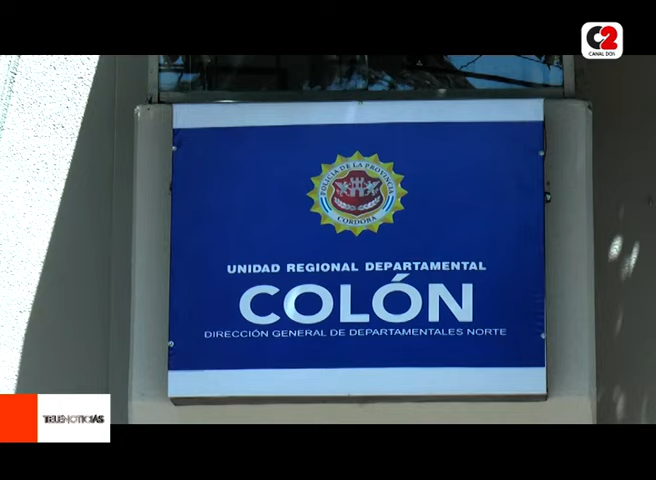 C2
CANAL DOS
POLICIA DE LA PROVINCIA
CORDOBA
UNIDAD REGIONAL DEPARTAMENTAL
COLÓN
DIRECCIÓN GENERAL DE DEPARTAMENTALES NORTE
TELENOTICIAS